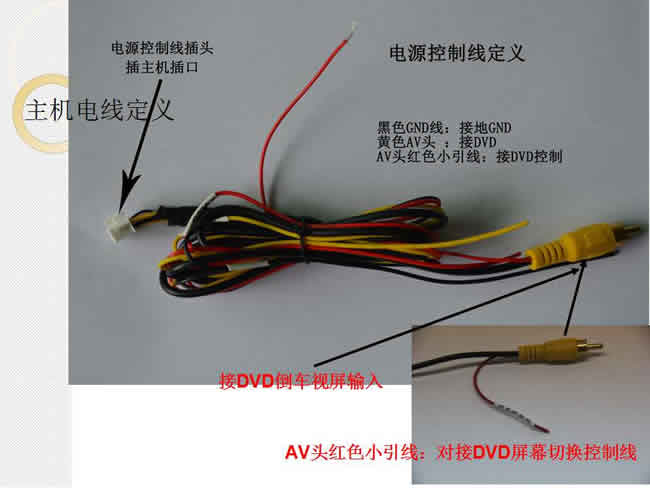 电源控制线插头
插主机插口
电源控制线定义
主机电线定义
黑色GND线：接地GND
黄色AV头 ：接DVD
AV头红色小引线：接DVD控制
接DVD倒车视屏输入
AV头红色小引线：对接DVD屏幕切换控制线